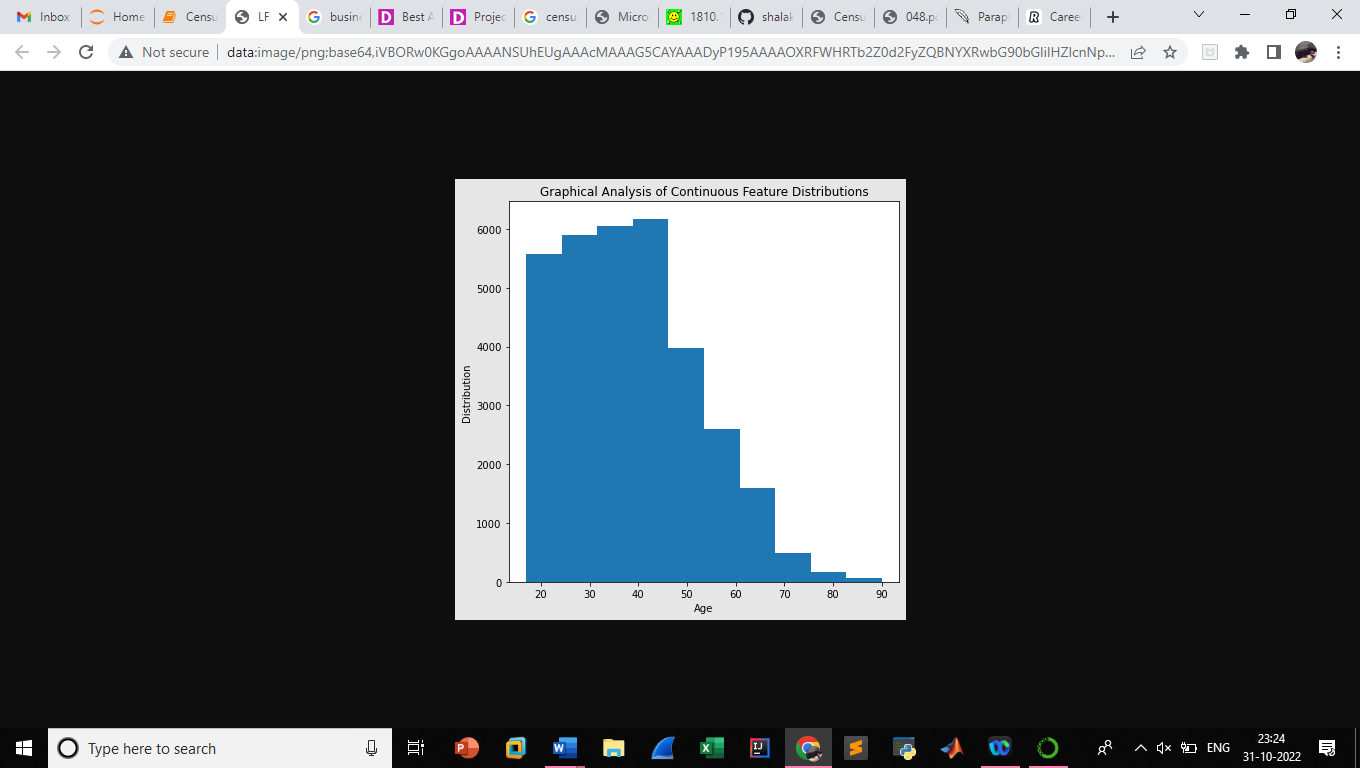 Inbox
Home
Censu
LF
busine
Best A
Projec
censu
Micro
1810.
shalak
Censu
048.p
Parap
Caree
Not secure
data:image/png;base64,iVBORw0KGgoAAAANSUhEUgAAAcMAAAG5CAYAAADyP195AAAAOXRFWHRTb2Z0d2FyZQBNYXRwbG90bGliIHZlcnNp...
Graphical Analysis of Continuous Feature Distributions
6000
5000
4000
3000
2000
1000
0
Distribution
20 30 40 50 60 70 80 90
Age
Type here to search
ENG
23:24
31-10-2022